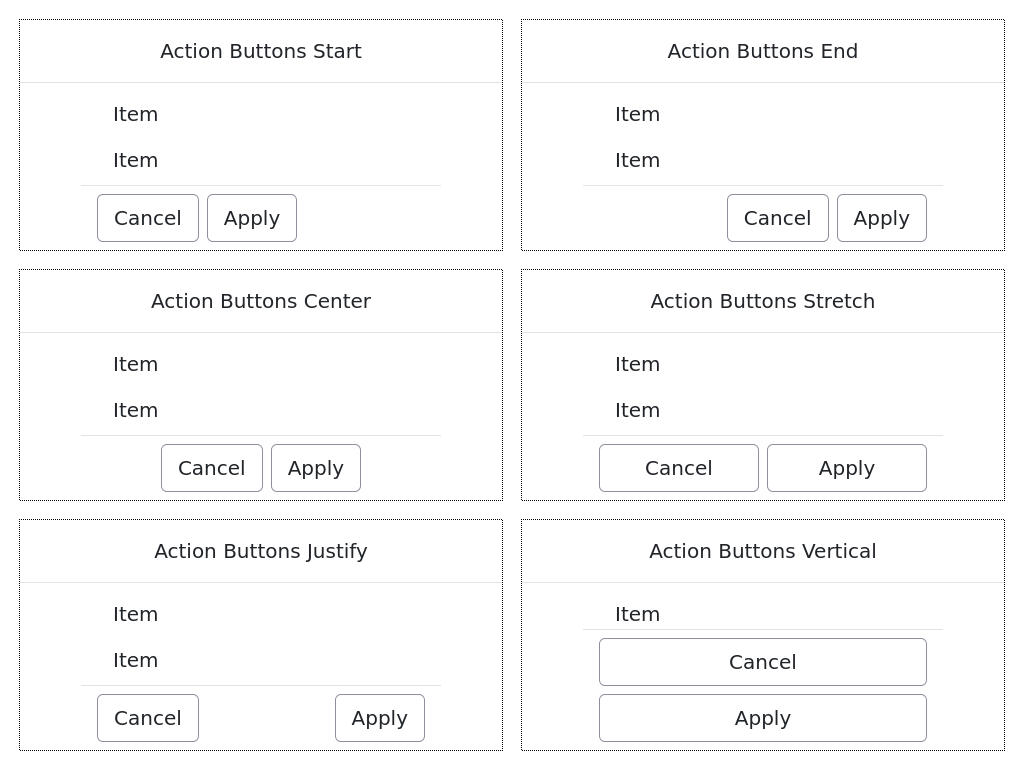 Action Buttons Start
Item
Item
Cancel Apply
Action Buttons End
Item
Item
Cancel Apply
Action Buttons Center
Item
Item
Cancel Apply
Action Buttons Stretch
Item
Item
Cancel Apply
Action Buttons Justify
Item
Item
Cancel Apply
Action Buttons Vertical
Item
Cancel
Apply